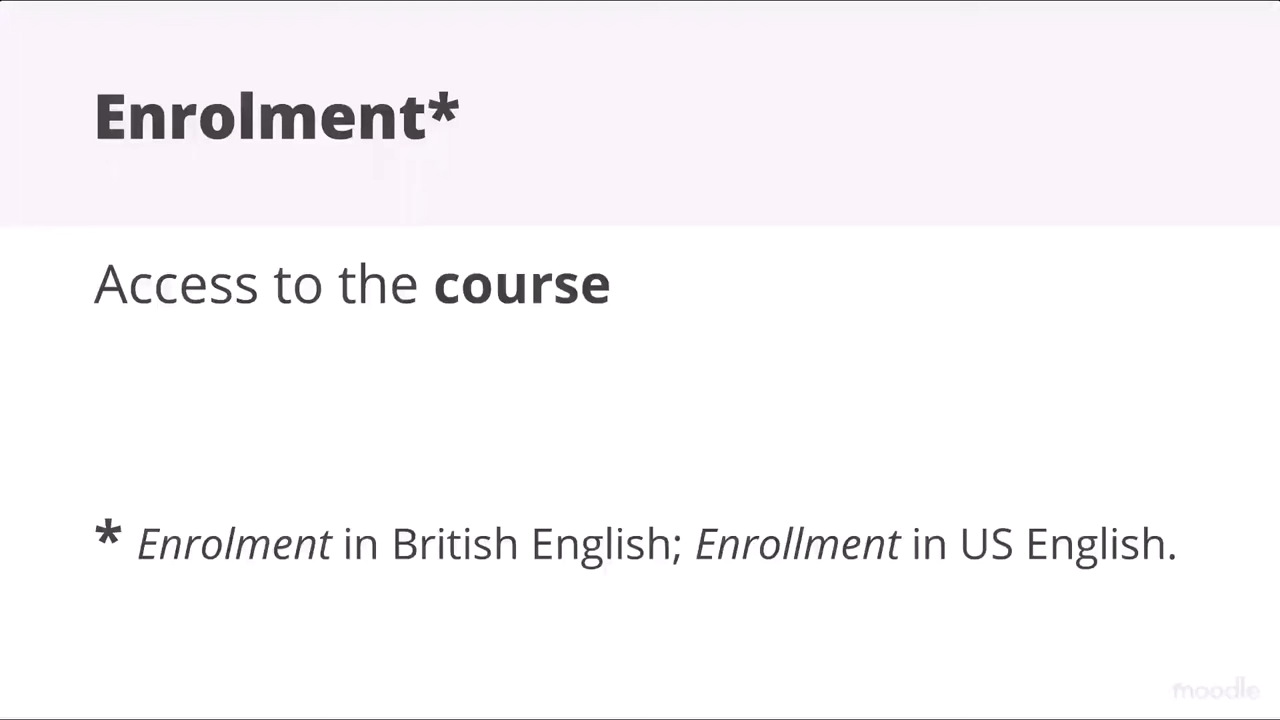 Enrolment*
Access to the course
* Enrolment in British English; Enrollment in US English.
moodle